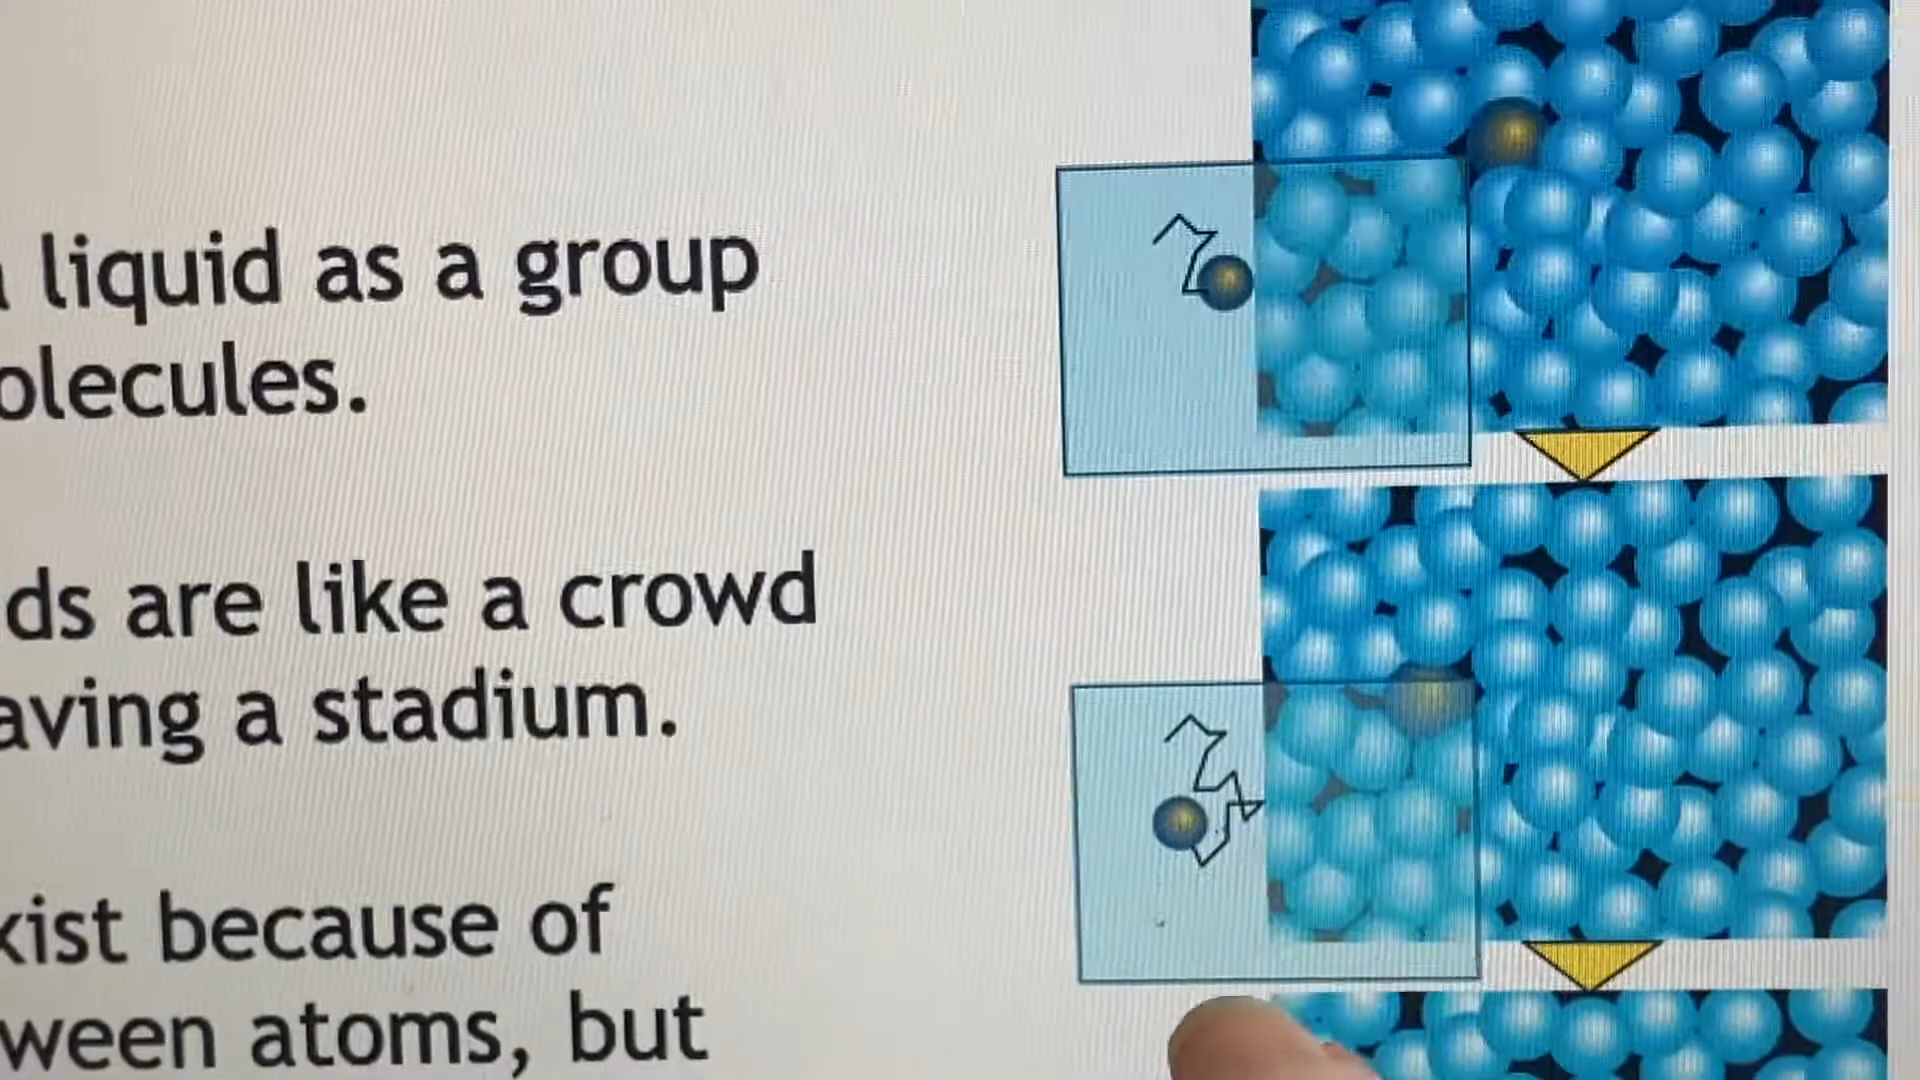 liquid as a group
olecules.
ds are like a crowd
aving a stadium.
xist because of
ween atoms, but